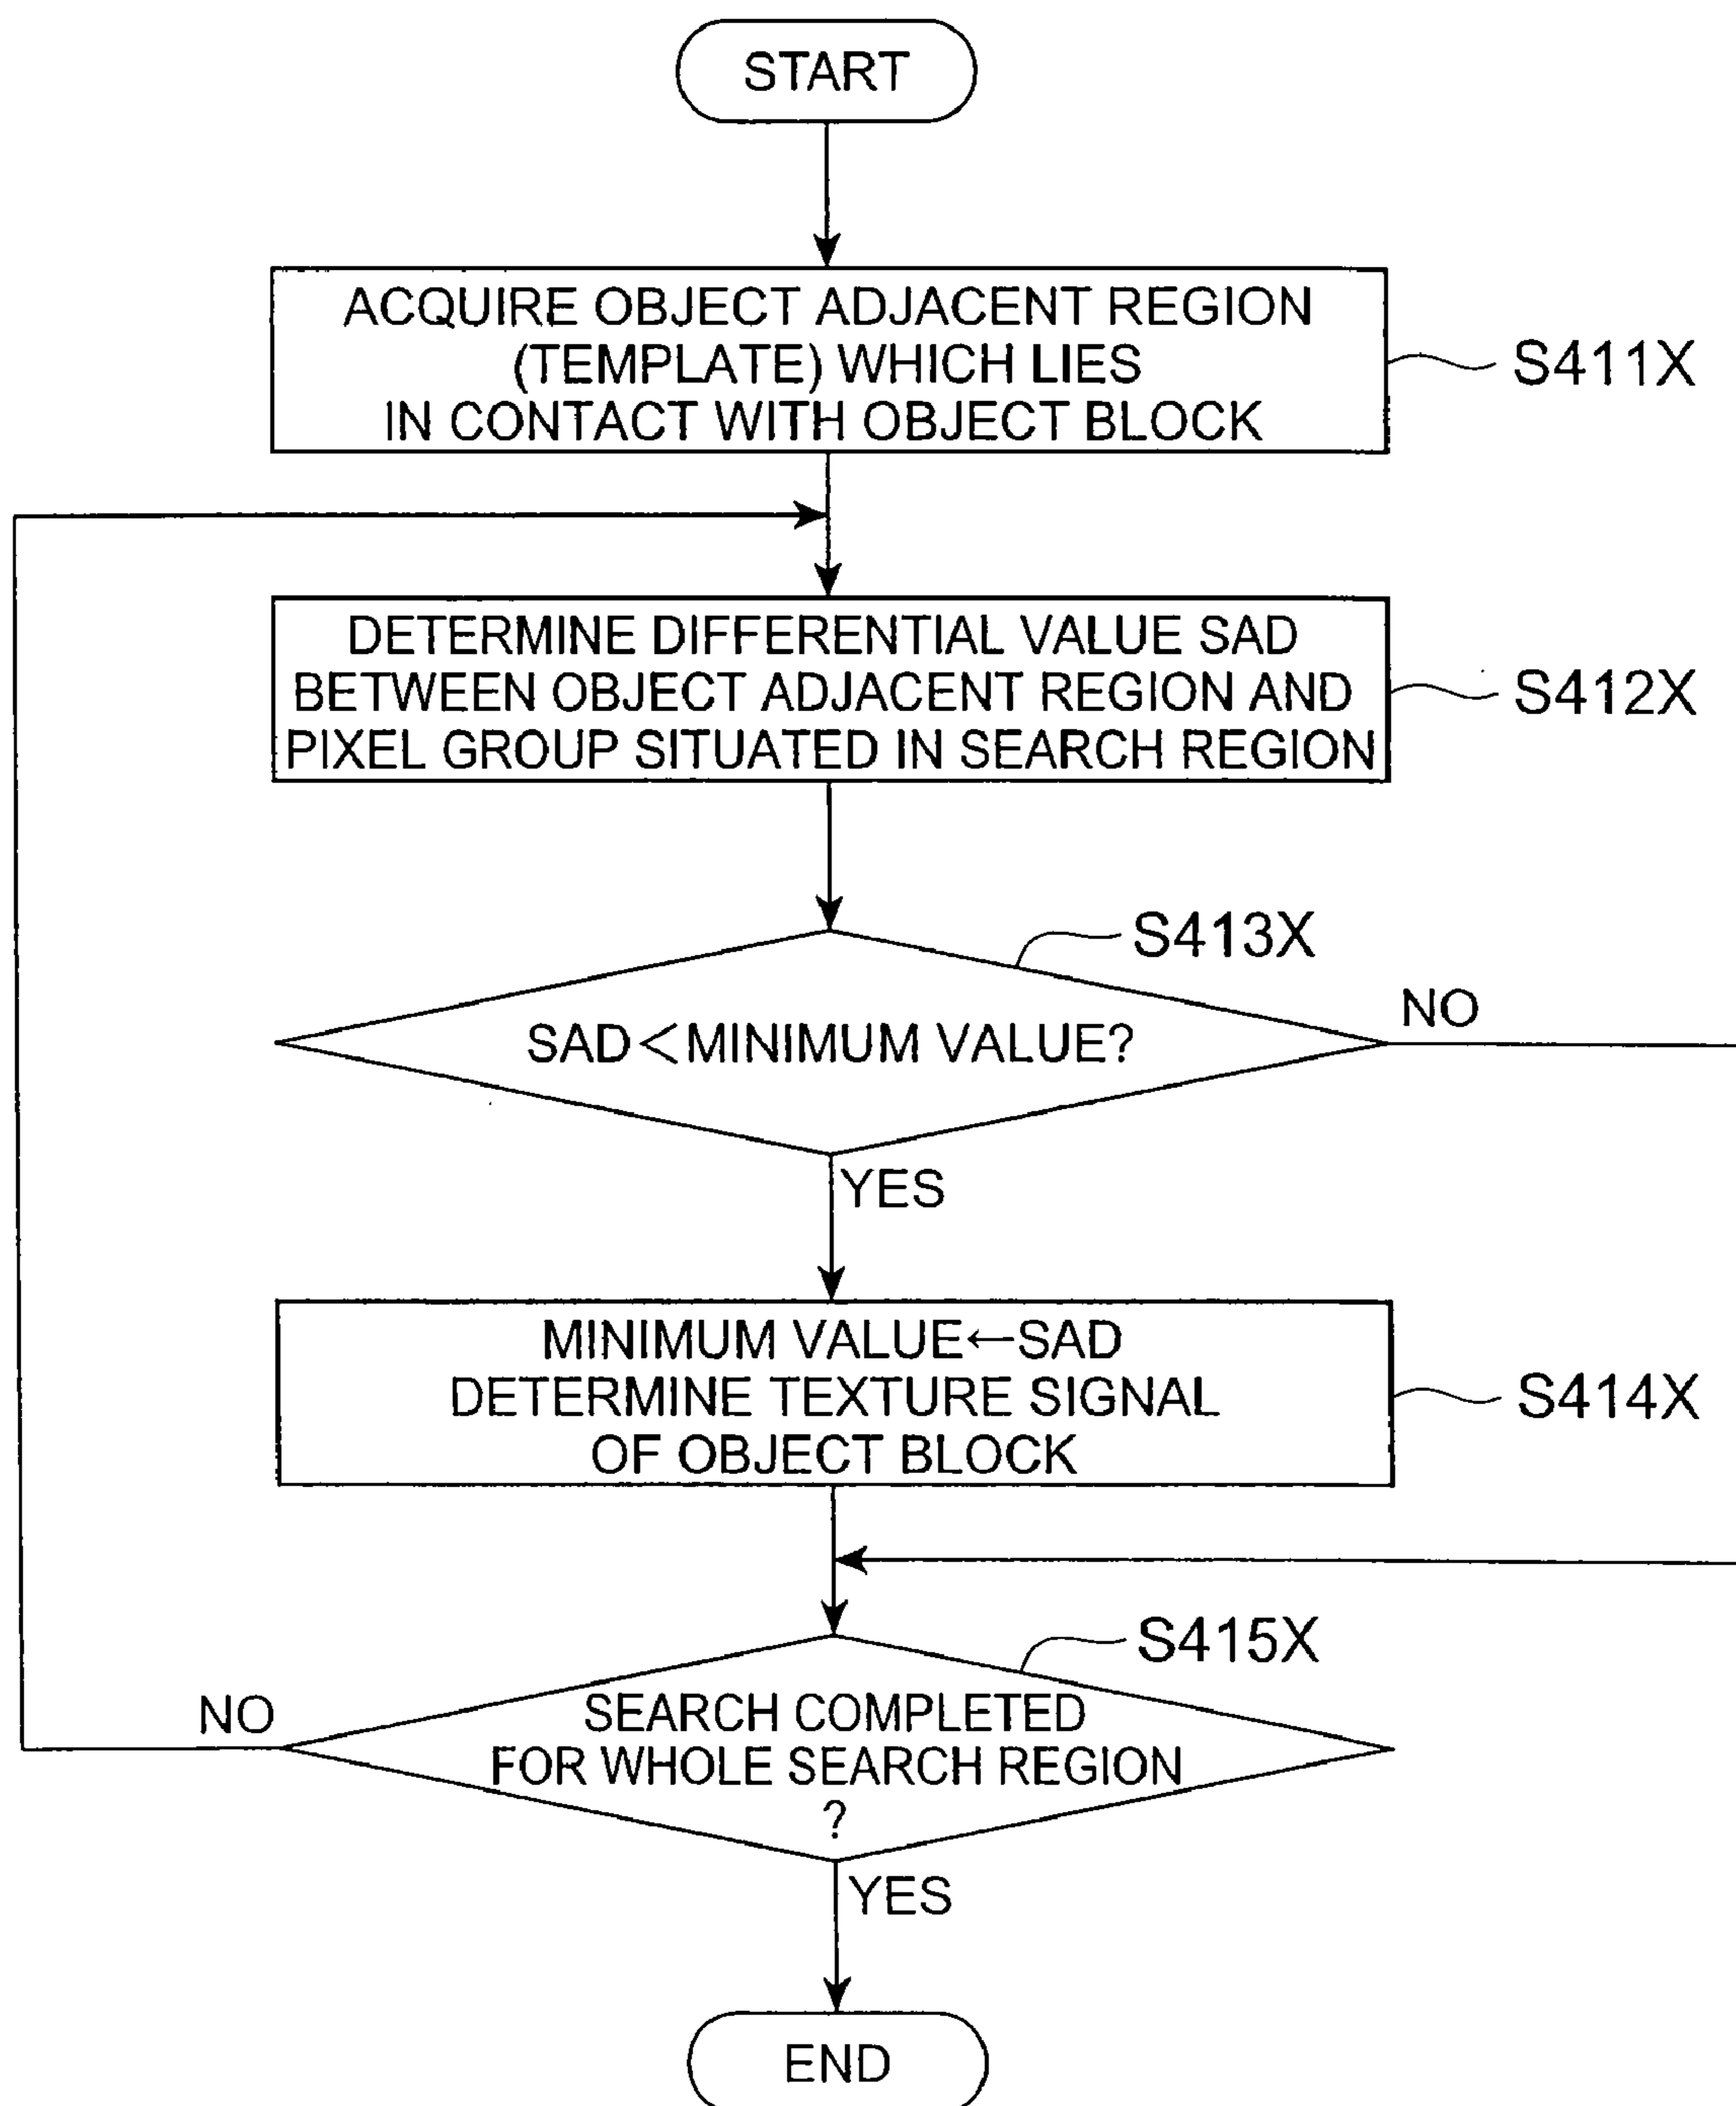 START
ACQUIRE OBJECT ADJACENT REGION
(TEMPLATE) WHICH LIES
IN CONTACT WITH OBJECT BLOCK
S411X
DETERMINE DIFFERENTIAL VALUE SAD
BETWEEN OBJECT ADJACENT REGION AND
PIXEL GROUP SITUATED IN SEARCH REGION
S412X
S413X
SAD<MINIMUM VALUE?
NO
YES
MINIMUM VALUE←SAD
DETERMINE TEXTURE SIGNAL
OF OBJECT BLOCK
S414X
S415X
SEARCH COMPLETED
FOR WHOLE SEARCH REGION
?
NO
YES
END